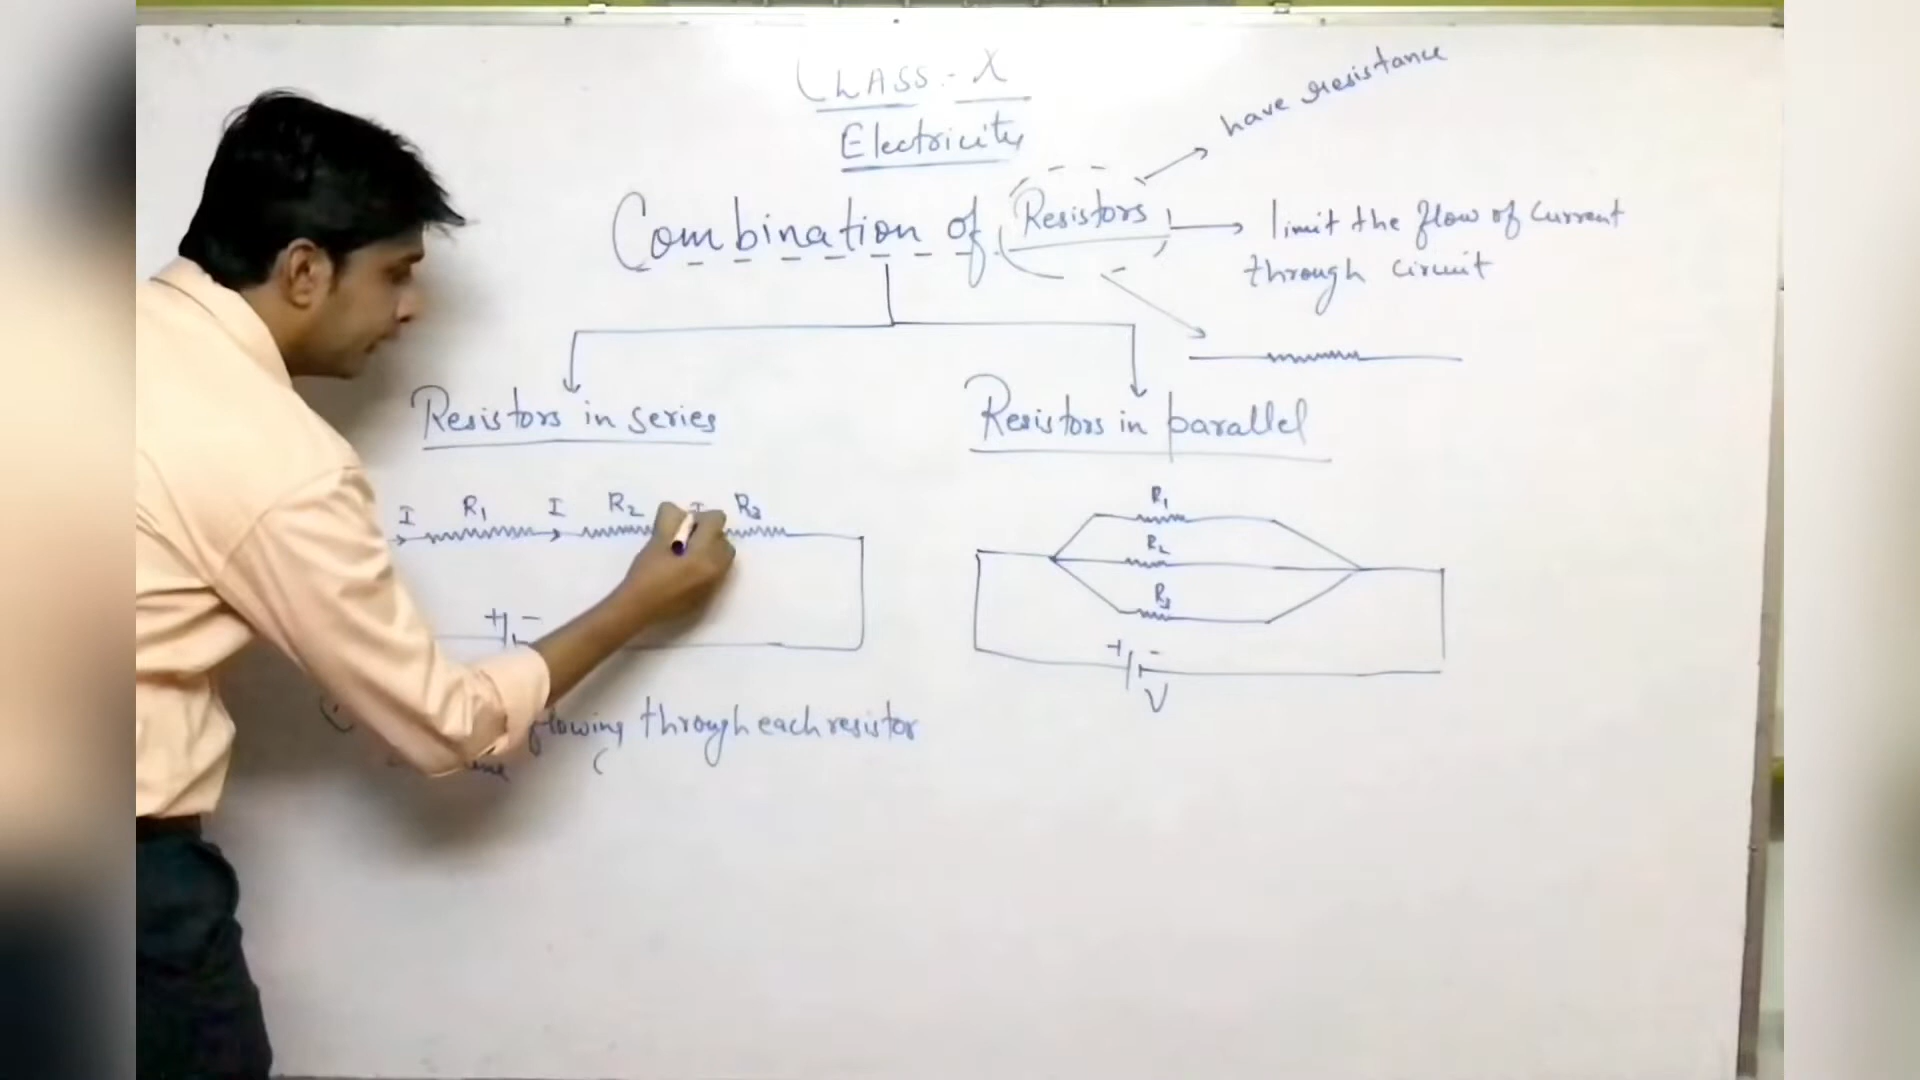 CLASS - X
Electricity
Combination of Resistors
have resistance
limit the flow of current
through circuit
Resistors in series
Resistors in parallel
I R1 I R2 I R3
+ -
flowing through each resistor
R1
R2
R3
+ -
V